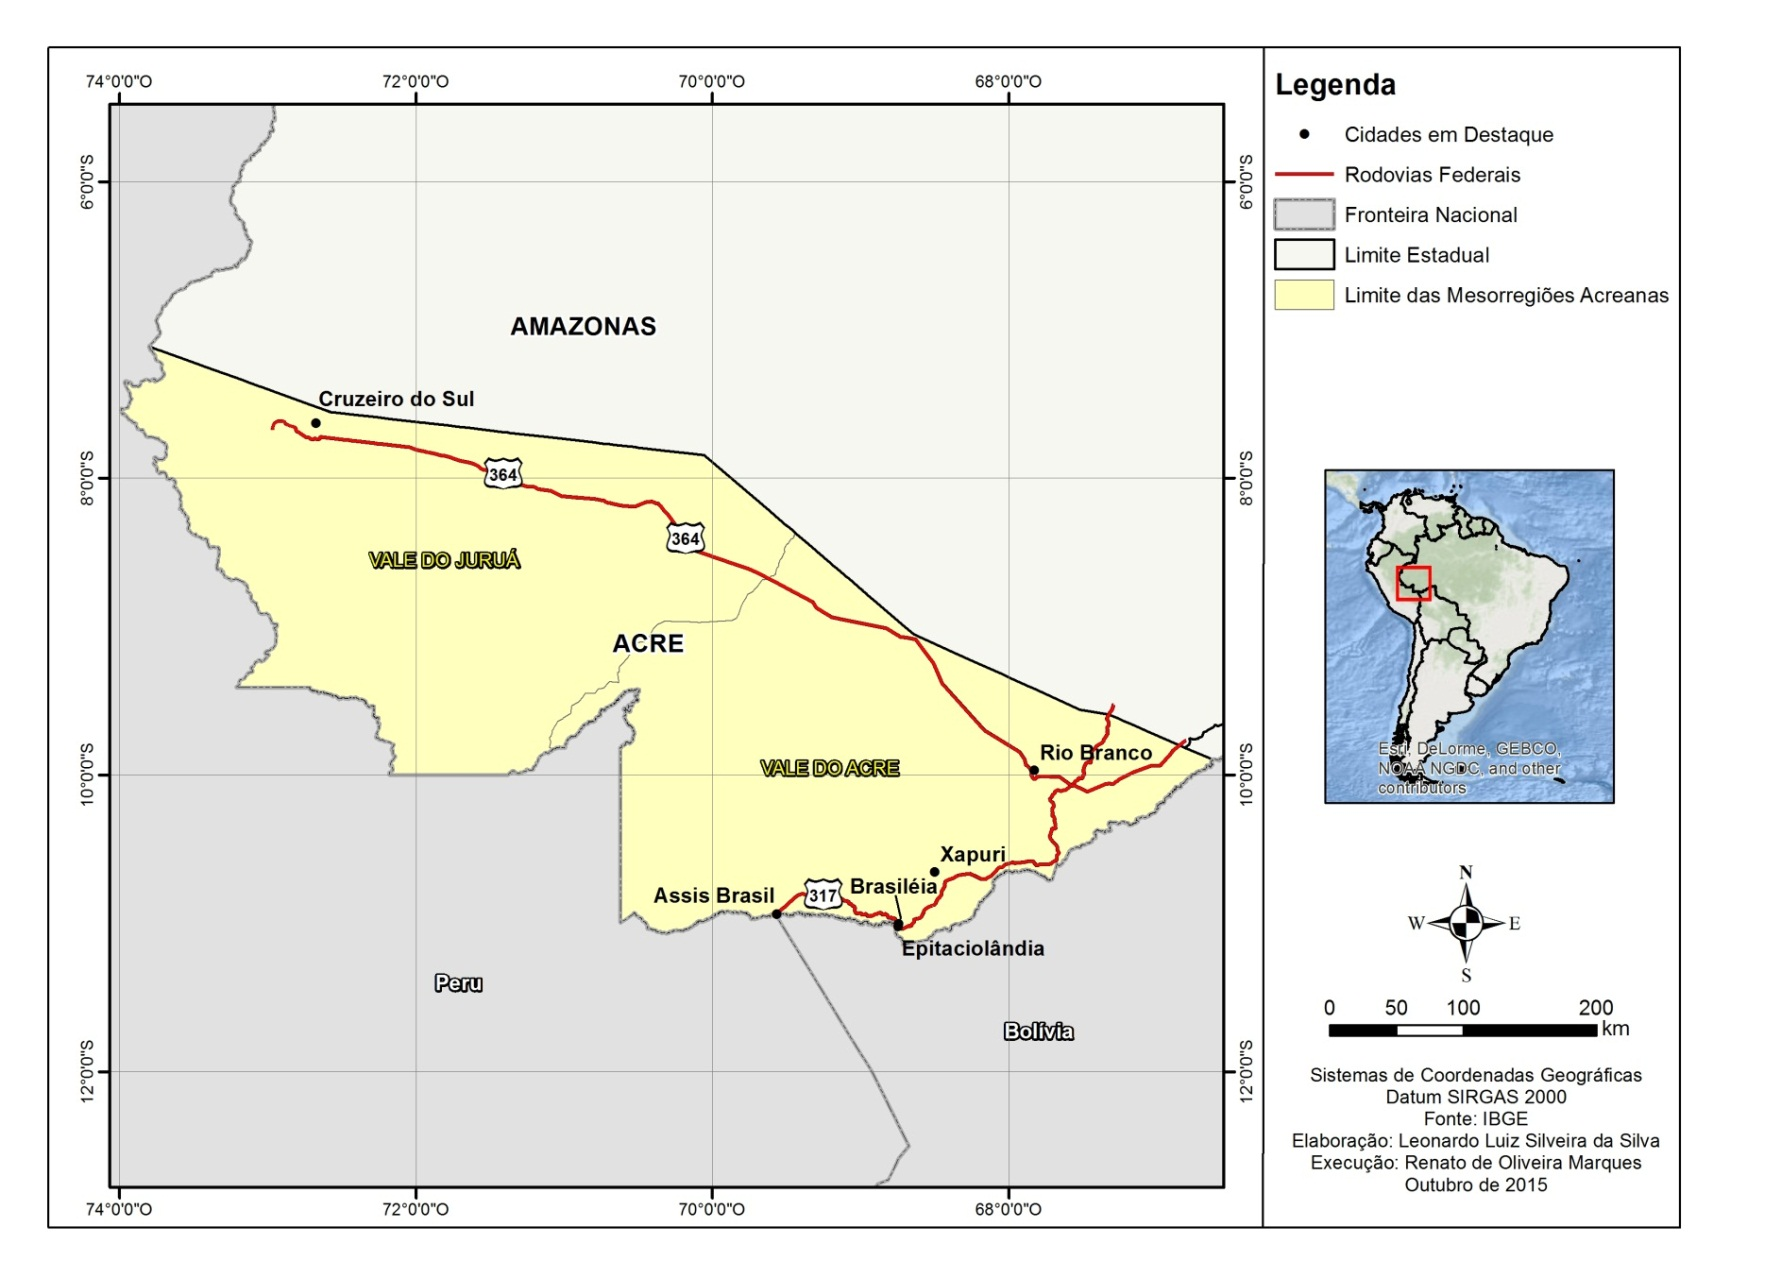 74°0'0"O
72°0'0"O
70°0'0"O
68°0'0"O
6°0'0"S
6°0'0"S
AMAZONAS
Cruzeiro do Sul
364
8°0'0"S
8°0'0"S
364
VALE DO JURUÁ
ACRE
Rio Branco
VALE DO ACRE
10°0'0"S
10°0'0"S
Xapuri
Assis Brasil
317
Brasiléia
Epitaciolândia
Peru
Bolívia
12°0'0"S
12°0'0"S
74°0'0"O
72°0'0"O
70°0'0"O
68°0'0"O
Legenda
Cidades em Destaque
Rodovias Federais
Fronteira Nacional
Limite Estadual
Limite das Mesorregiões Acreanas
Esri, DeLorme, GEBCO,
NOAA NGDC, and other
contributors
N
W
E
S
0 50 100 200
km
Sistemas de Coordenadas Geográficas
Datum SIRGAS 2000
Fonte: IBGE
Elaboração: Leonardo Luiz Silveira da Silva
Execução: Renato de Oliveira Marques
Outubro de 2015